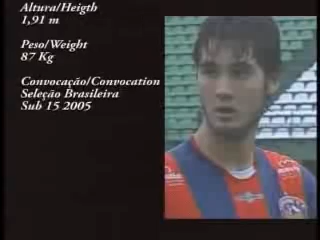 Altura/Heigth
1,91 m
Peso/Weight
87 Kg
Convocação/Convocation
Seleção Brasileira
Sub 15 2005